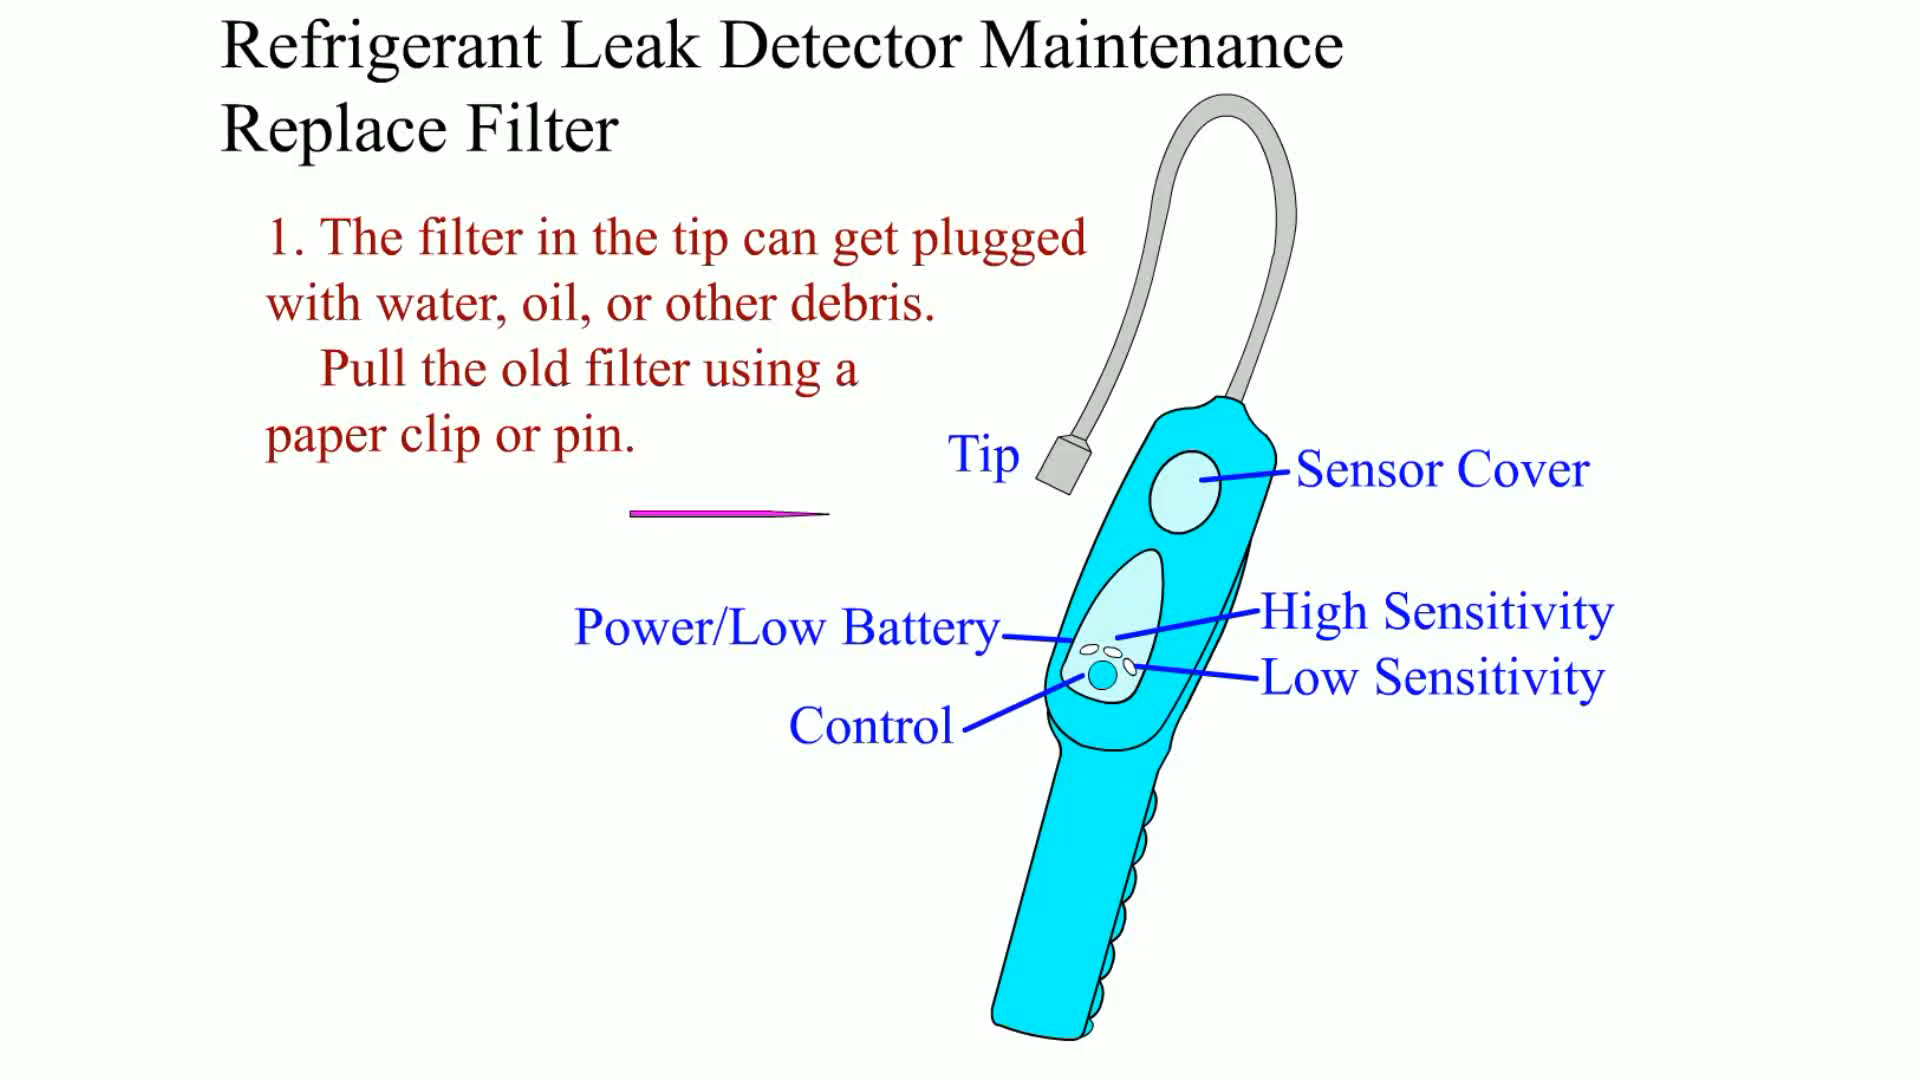 Refrigerant Leak Detector Maintenance
Replace Filter
1. The filter in the tip can get plugged
with water, oil, or other debris.
Pull the old filter using a
paper clip or pin.
Tip
Sensor Cover
Power/Low Battery
High Sensitivity
Low Sensitivity
Control